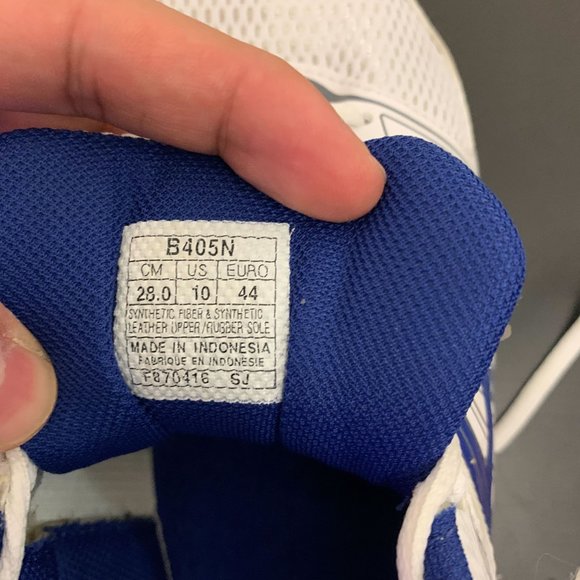 B405N
CM US EURO
28.0 10 44
SYNTHETIC FIBER & SYNTHETIC
LEATHER UPPER/RUBBER SOLE
MADE IN INDONESIA
FABRIQUE EN INDONESIE
F870416 SJ